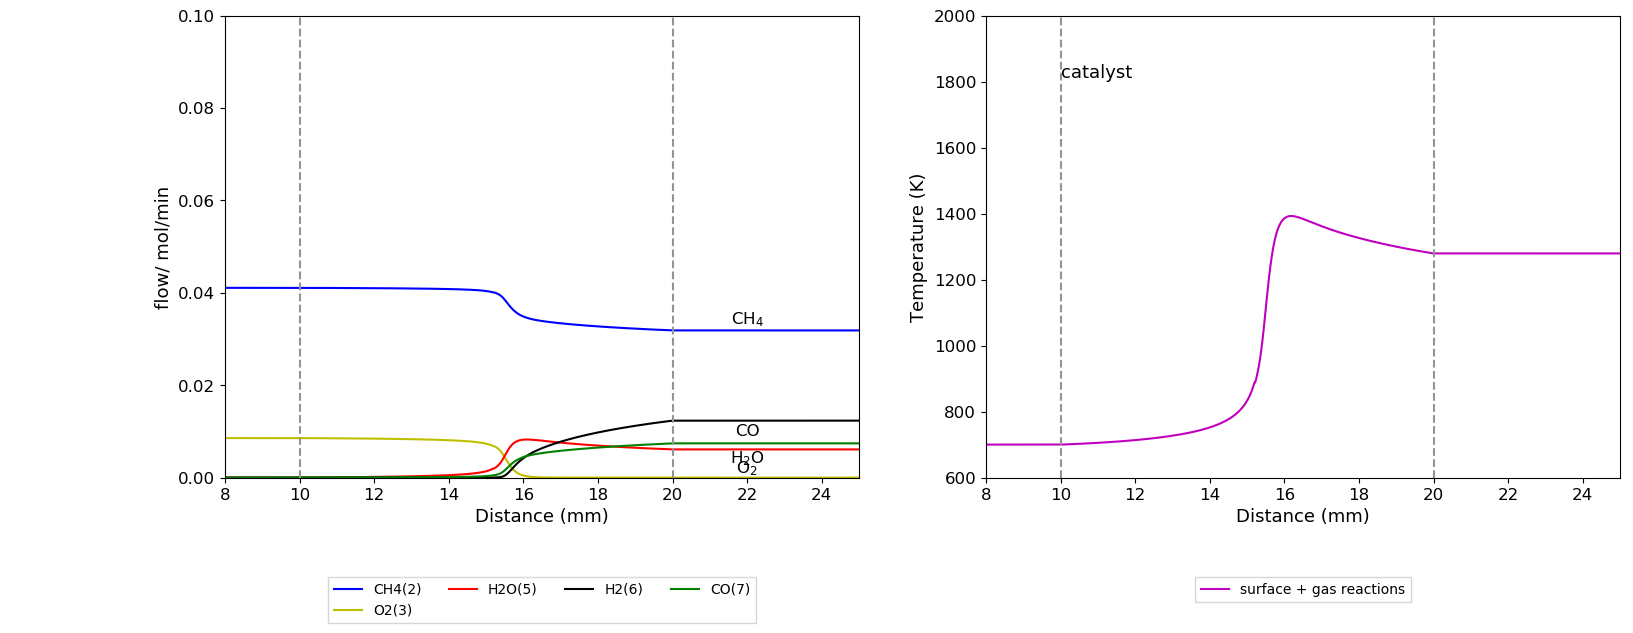 0.10
0.08
0.06
0.04
0.02
0.00
flow/ mol/min
CH₄
CO
H₂O
O₂
8 10 12 14 16 18 20 22 24
Distance (mm)
CH4(2) H2O(5) H2(6) CO(7)
O2(3)
2000
1800
1600
1400
1200
1000
800
600
Temperature (K)
catalyst
8 10 12 14 16 18 20 22 24
Distance (mm)
surface + gas reactions